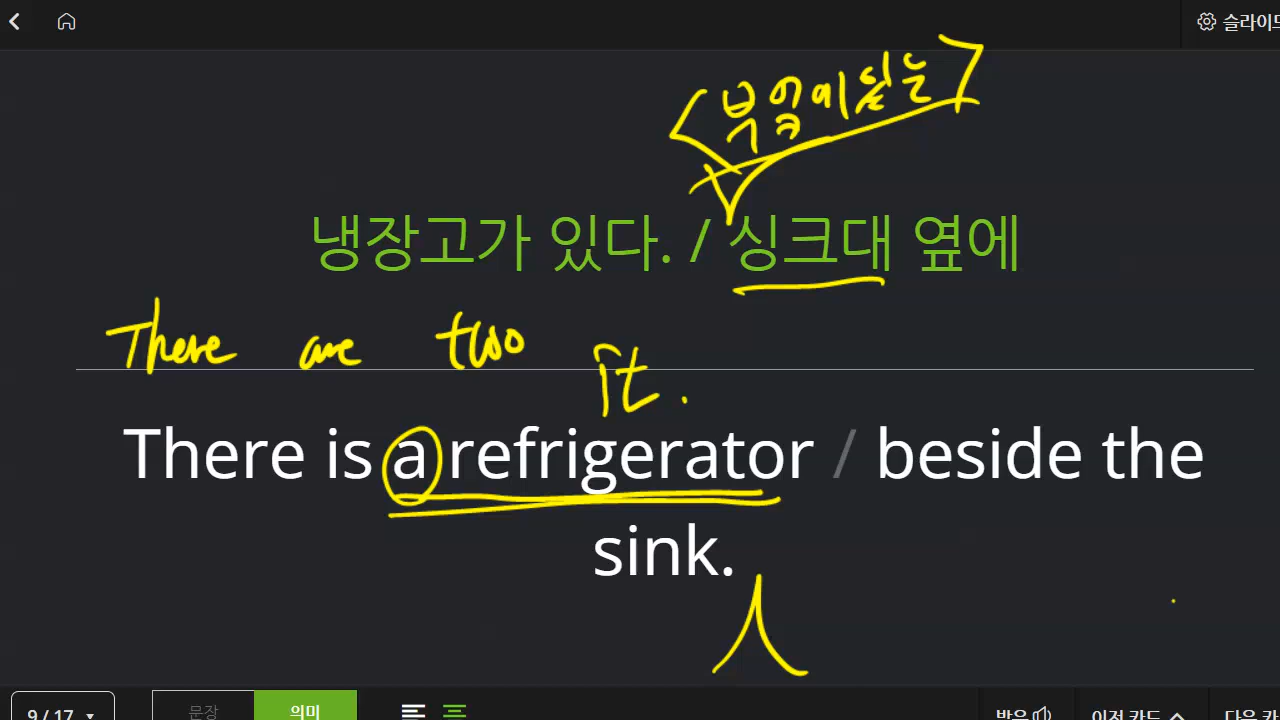 슬라이드
부엌에 있는
냉장고가 있다. / 싱크대 옆에
There are two
it.
There is a refrigerator / beside the
sink.
9 / 17
문장
의미
발음
이전 카드
다음 카